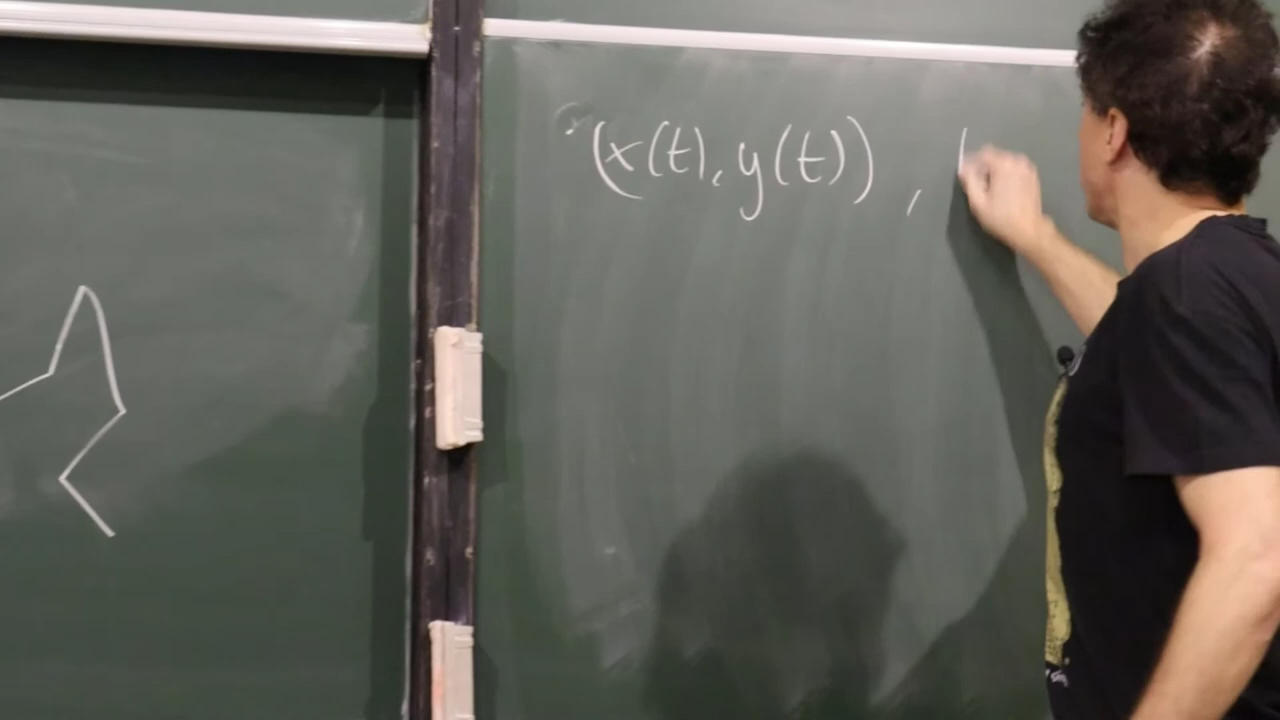 (x(t), y(t)) ,